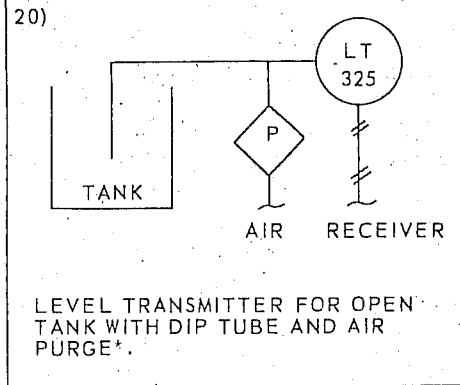 20)
LT
325
P
TANK
AIR RECEIVER
LEVEL TRANSMITTER FOR OPEN
TANK WITH DIP TUBE AND AIR
PURGE*.